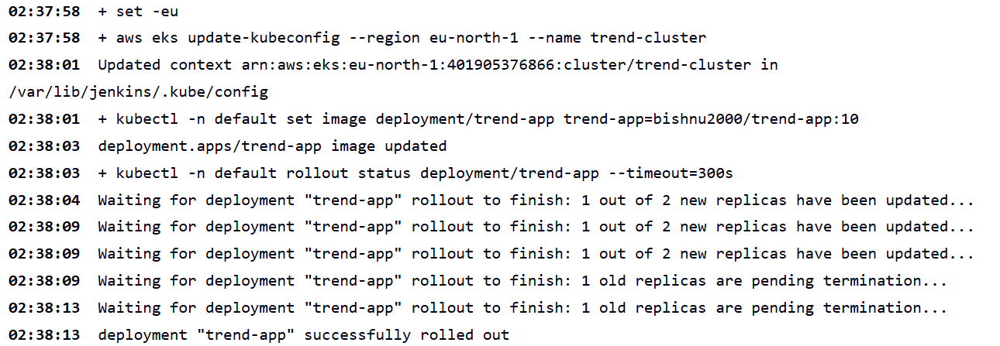 02:37:58 + set -eu
02:37:58 + aws eks update-kubeconfig --region eu-north-1 --name trend-cluster
02:38:01 Updated context arn:aws:eks:eu-north-1:401905376866:cluster/trend-cluster in
/var/lib/jenkins/.kube/config
02:38:01 + kubectl -n default set image deployment/trend-app trend-app=bishnu2000/trend-app:10
02:38:03 deployment.apps/trend-app image updated
02:38:03 + kubectl -n default rollout status deployment/trend-app --timeout=300s
02:38:04 Waiting for deployment "trend-app" rollout to finish: 1 out of 2 new replicas have been updated...
02:38:09 Waiting for deployment "trend-app" rollout to finish: 1 out of 2 new replicas have been updated...
02:38:09 Waiting for deployment "trend-app" rollout to finish: 1 out of 2 new replicas have been updated...
02:38:09 Waiting for deployment "trend-app" rollout to finish: 1 old replicas are pending termination...
02:38:13 Waiting for deployment "trend-app" rollout to finish: 1 old replicas are pending termination...
02:38:13 deployment "trend-app" successfully rolled out